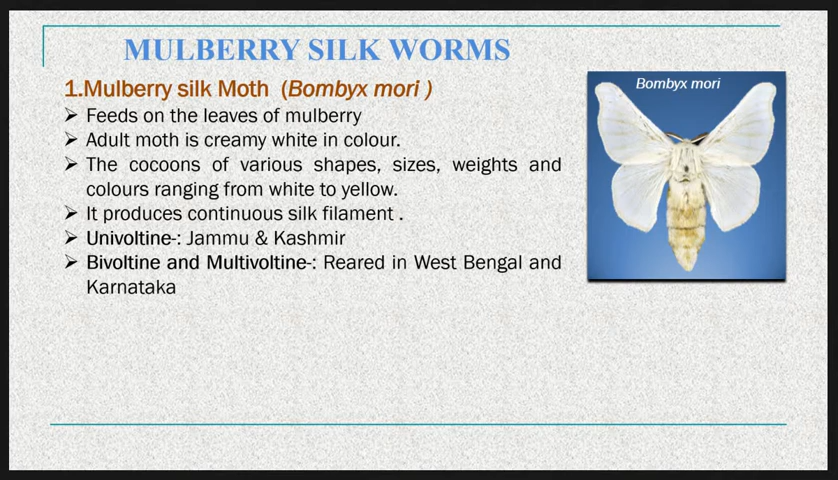 MULBERRY SILK WORMS
1.Mulberry silk Moth (Bombyx mori )
Bombyx mori
➢ Feeds on the leaves of mulberry
➢ Adult moth is creamy white in colour.
➢ The cocoons of various shapes, sizes, weights and
colours ranging from white to yellow.
➢ It produces continuous silk filament .
➢ Univoltine-: Jammu & Kashmir
➢ Bivoltine and Multivoltine-: Reared in West Bengal and
Karnataka